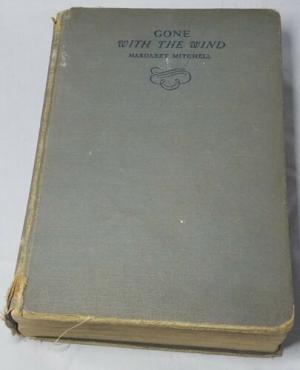 GONE
WITH THE WIND
MARGARET MITCHELL